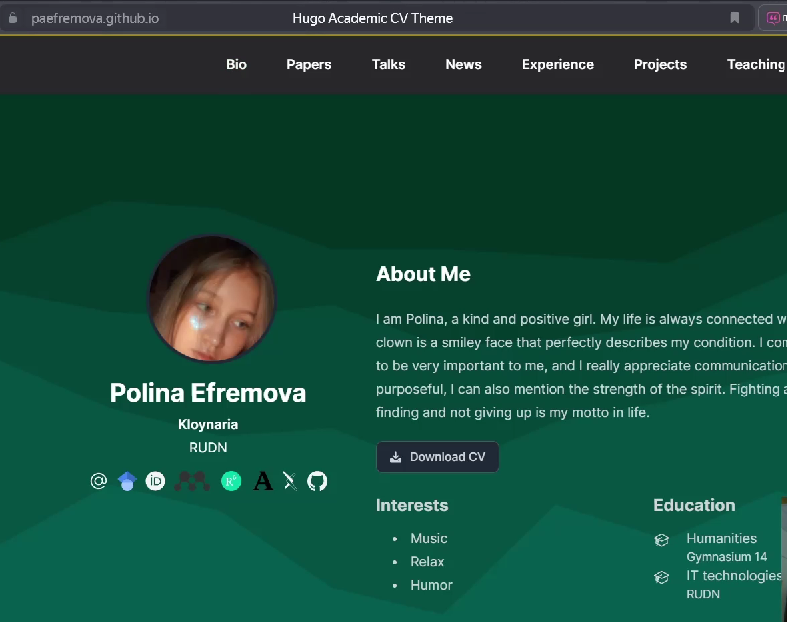 paefremova.github.io
Hugo Academic CV Theme
Bio Papers Talks News Experience Projects Teaching
About Me
I am Polina, a kind and positive girl. My life is always connected w
clown is a smiley face that perfectly describes my condition. I con
to be very important to me, and I really appreciate communication
purposeful, I can also mention the strength of the spirit. Fighting a
finding and not giving up is my motto in life.
Polina Efremova
Kloynaria
RUDN
Download CV
Interests
Music
Relax
Humor
Education
Humanities
Gymnasium 14
IT technologies
RUDN